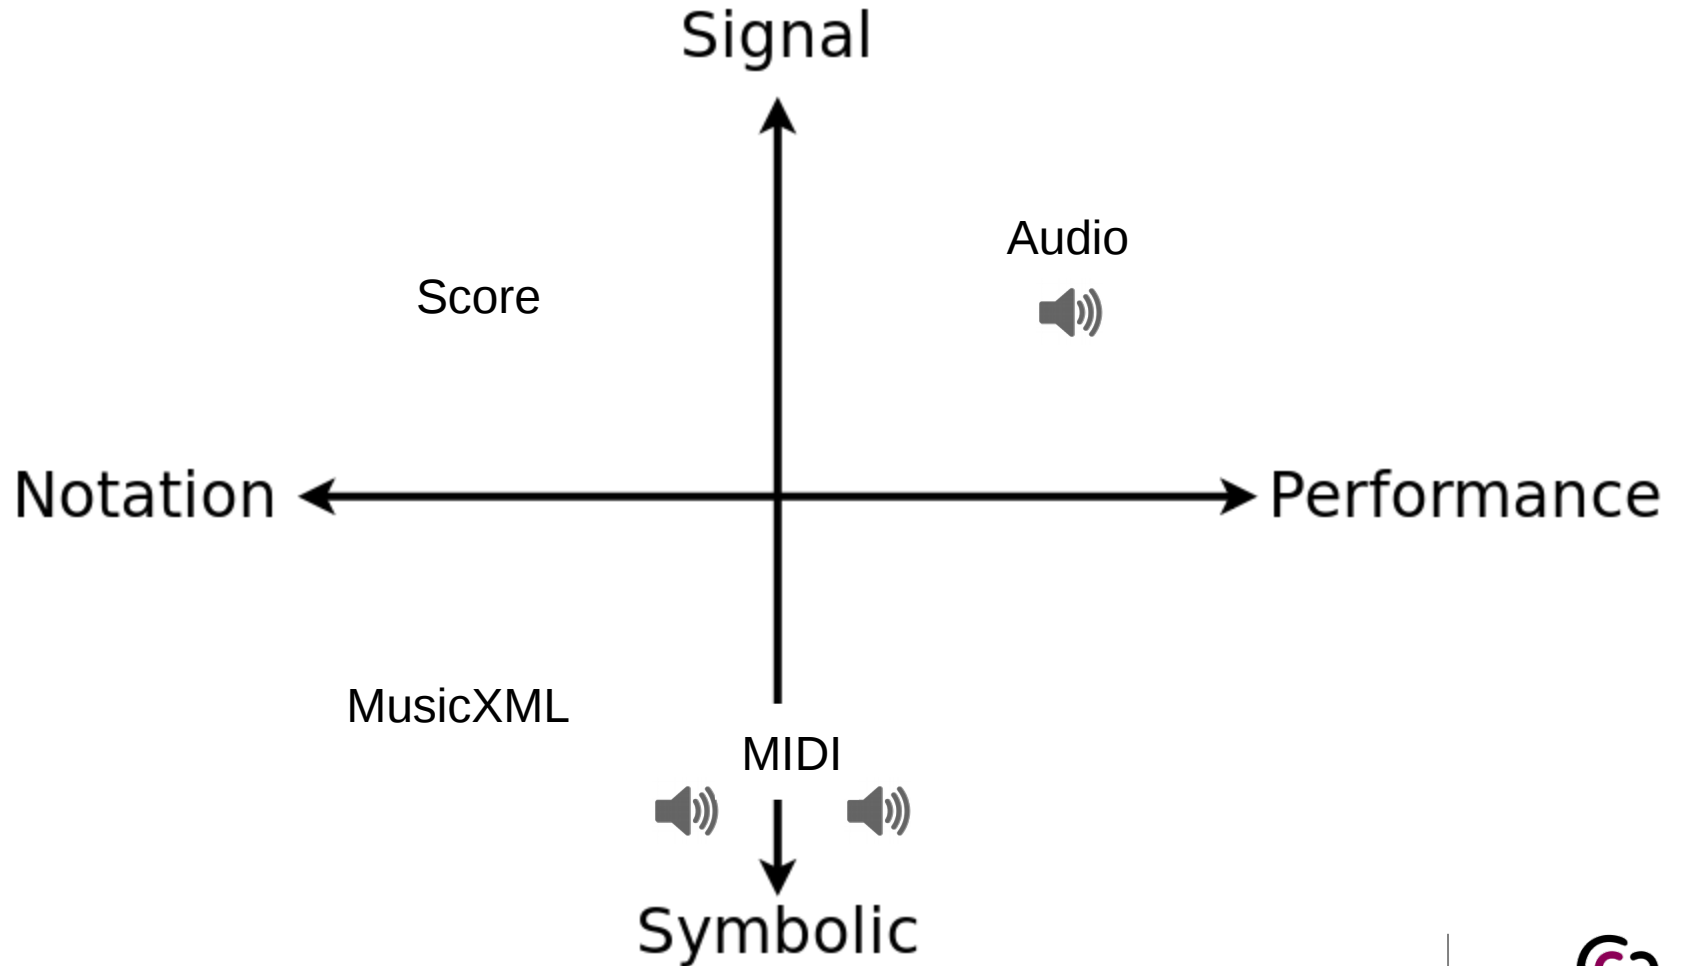 Signal
Audio
Score
Notation
Performance
MusicXML
MIDI
Symbolic